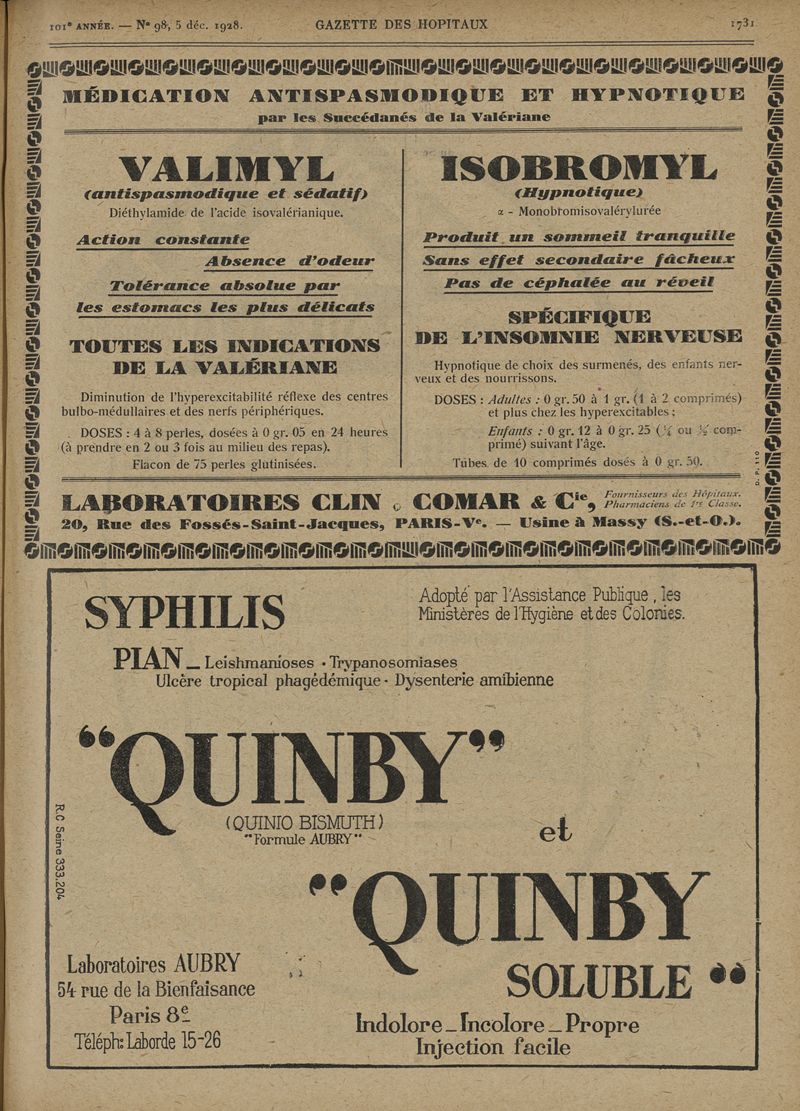 101e ANNÉE. — No 98, 5 déc. 1928.
GAZETTE DES HOPITAUX
1731
MÉDICATION ANTISPASMODIQUE ET HYPNOTIQUE
par les Succédanés de la Valériane
VALIMYL
(antispasmodique et sédatif)
Diéthylamide de l'acide isovalérianique.
Action constante
Absence d'odeur
Tolérance absolue par
les estomacs les plus délicats
TOUTES LES INDICATIONS
DE LA VALÉRIANE
Diminution de l'hyperexcitabilité réflexe des centres
bulbo-médullaires et des nerfs périphériques.
DOSES : 4 à 8 perles, dosées à 0 gr. 05 en 24 heures
(à prendre en 2 ou 3 fois au milieu des repas).
Flacon de 75 perles glutinisées.
ISOBROMYL
(Hypnotique)
α - Monobromisovalérylurée
Produit un sommeil tranquille
Sans effet secondaire fâcheux
Pas de céphalée au réveil
SPÉCIFIQUE
DE L'INSOMNIE NERVEUSE
Hypnotique de choix des surmenés, des enfants ner-
veux et des nourrissons.
DOSES : Adultes : 0 gr. 50 à 1 gr. (1 à 2 comprimés)
et plus chez les hyperexcitables ;
Enfants : 0 gr. 12 à 0 gr. 25 (¼ ou ½ com-
primé) suivant l'âge.
Tubes de 10 comprimés dosés à 0 gr. 50.
LABORATOIRES CLIN, COMAR & Cie, Fournisseurs des Hôpitaux.
Pharmaciens de 1re Classe.
20, Rue des Fossés-Saint-Jacques, PARIS-Ve. — Usine à Massy (S.-et-O.).
SYPHILIS
Adopté par l'Assistance Publique, les
Ministères de l'Hygiène et des Colonies.
PIAN — Leishmanioses · Trypanosomiases
Ulcère tropical phagédémique · Dysenterie amibienne
"QUINBY"
(QUINIO BISMUTH)
"Formule AUBRY"
et
"QUINBY
SOLUBLE"
R.C Seine 333.204
Laboratoires AUBRY
54 rue de la Bienfaisance
Paris 8e
Téléph: Laborde 15-26
Indolore — Incolore — Propre
Injection facile